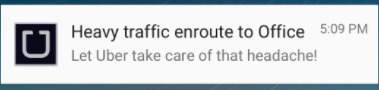 Heavy traffic enroute to Office 5:09 PM
Let Uber take care of that headache!